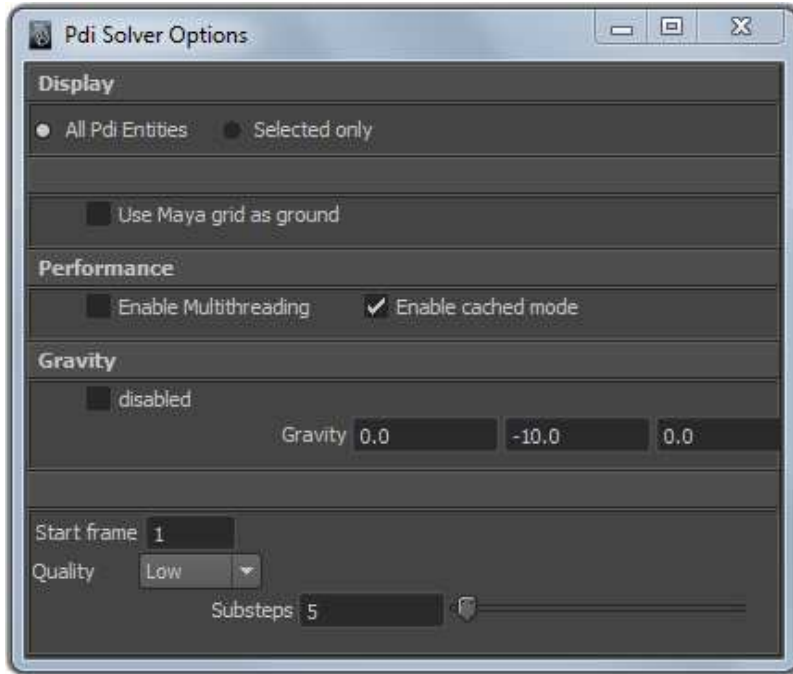 Pdi Solver Options
Display
All Pdi Entities Selected only
Use Maya grid as ground
Performance
Enable Multithreading Enable cached mode
Gravity
disabled
Gravity 0.0 -10.0 0.0
Start frame 1
Quality Low
Substeps 5